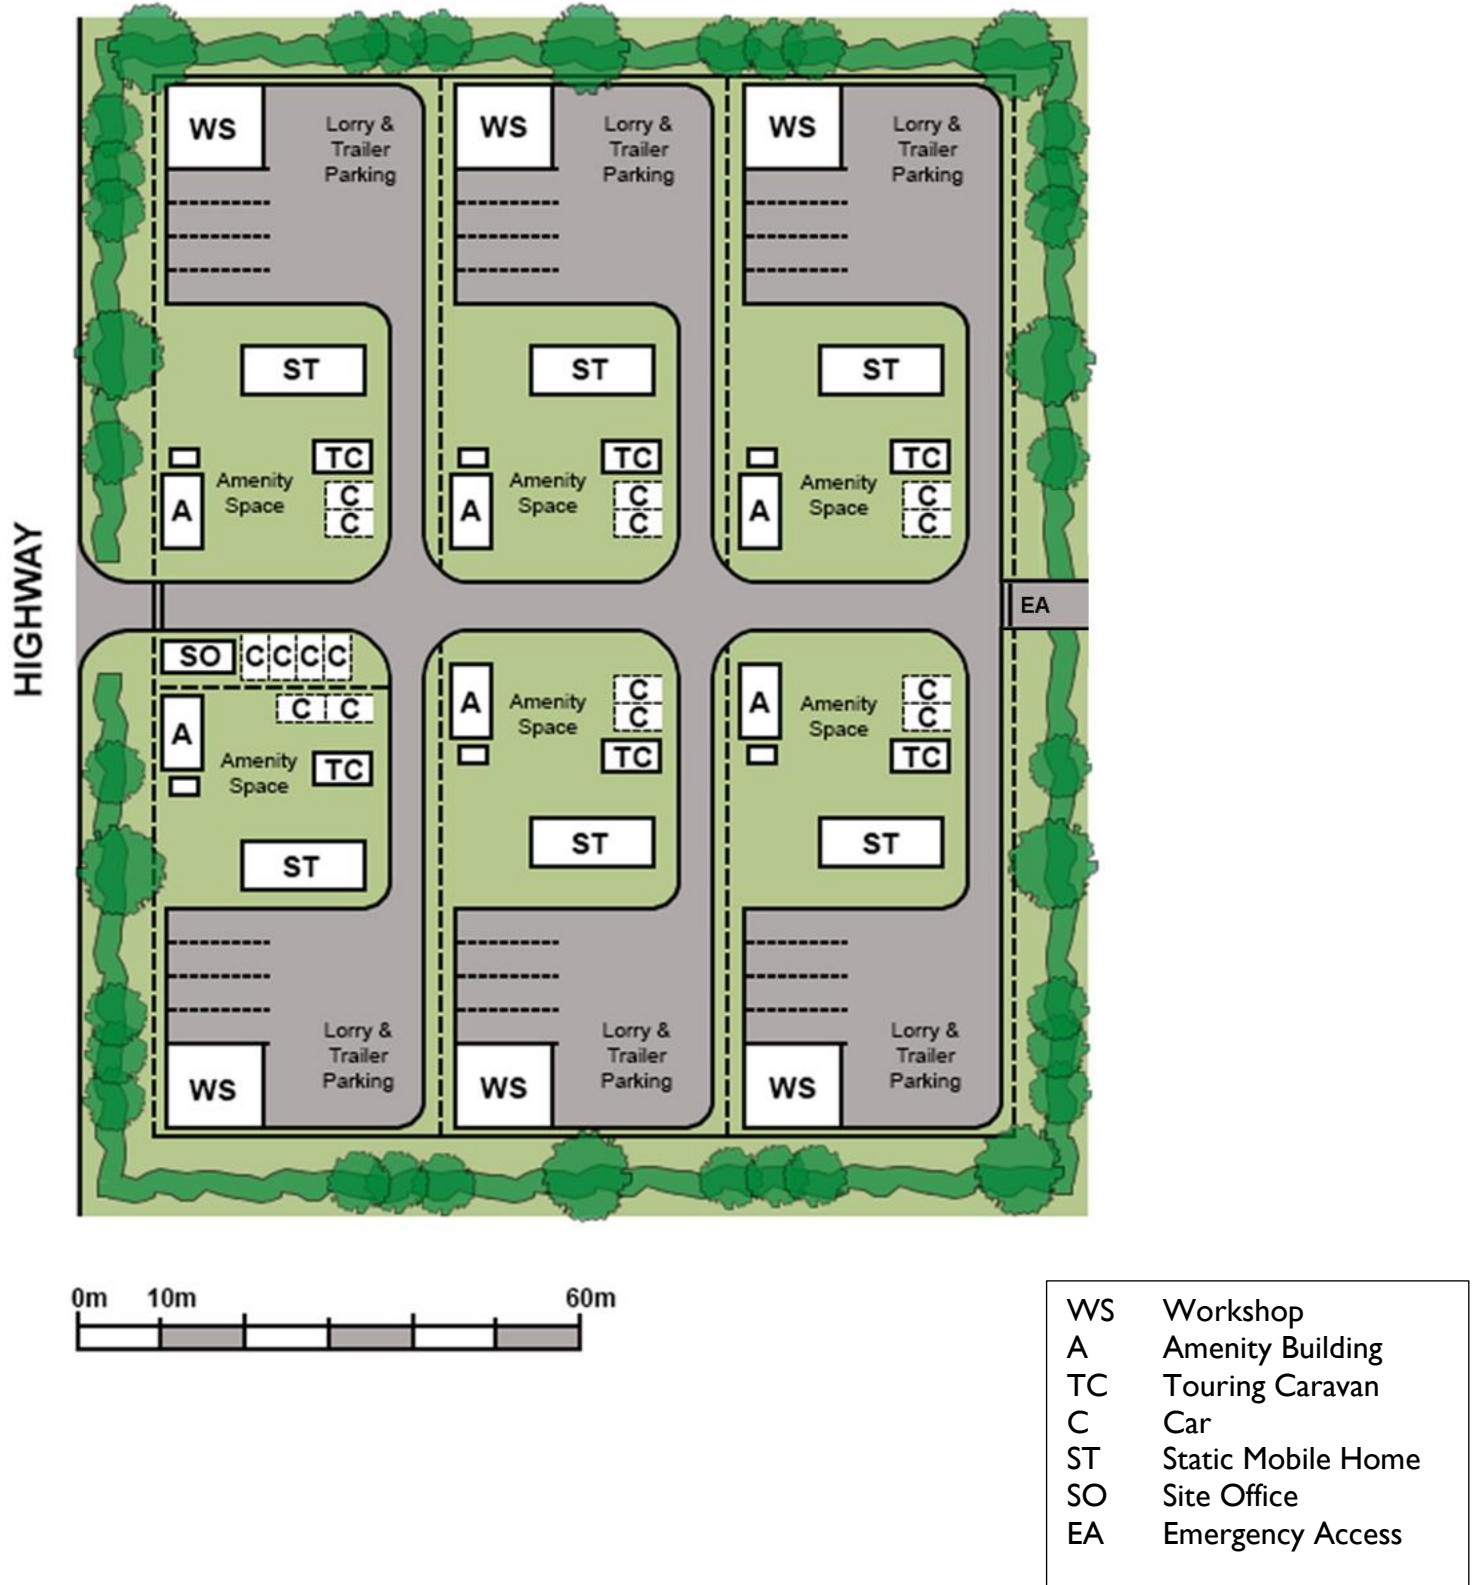 WS
Lorry &
Trailer
Parking
WS
Lorry &
Trailer
Parking
WS
Lorry &
Trailer
Parking
ST
ST
ST
TC
TC
TC
Amenity
Space
Amenity
Space
Amenity
Space
A
C
C
A
C
C
A
C
C
HIGHWAY
EA
SO
C
C
C
C
A
C
C
Amenity
Space
TC
ST
A
Amenity
Space
C
C
TC
ST
A
Amenity
Space
C
C
TC
ST
Lorry &
Trailer
Parking
WS
Lorry &
Trailer
Parking
WS
Lorry &
Trailer
Parking
WS
0m 10m 60m
WS Workshop
A Amenity Building
TC Touring Caravan
C Car
ST Static Mobile Home
SO Site Office
EA Emergency Access